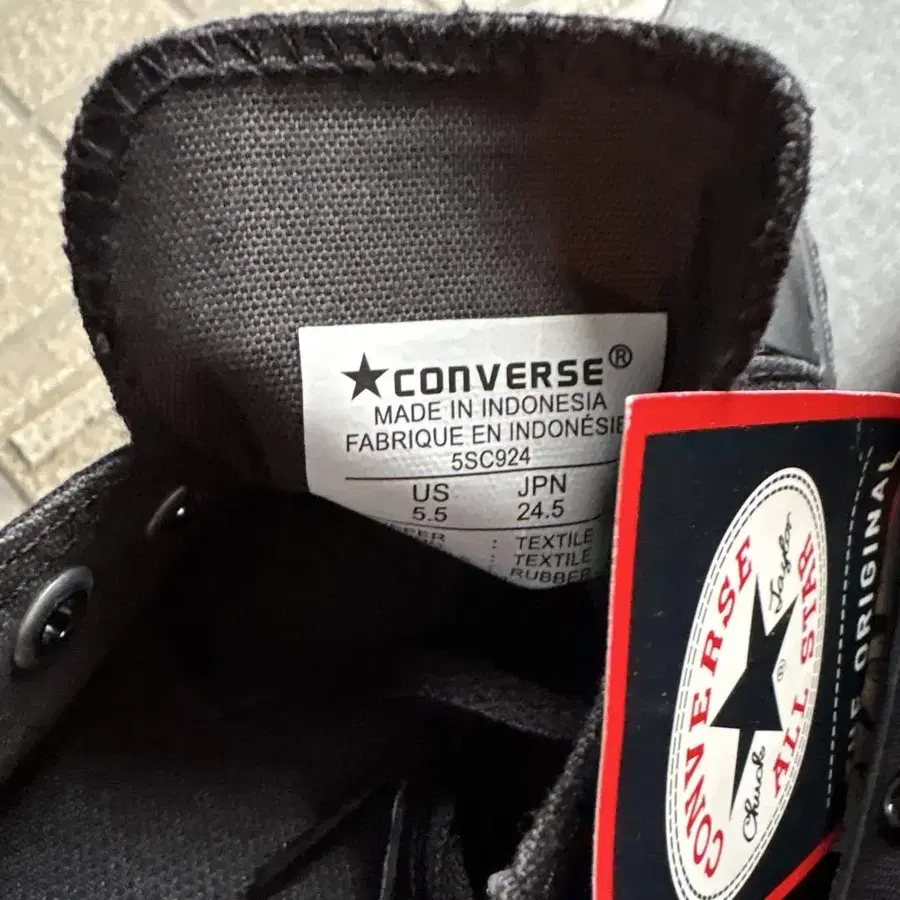 ★CONVERSE®
MADE IN INDONESIA
FABRIQUE EN INDONÉSIE
5SC924
US JPN
5.5 24.5
: TEXTILE
: TEXTILE
RUBBER
CONVERSE
ALL STAR
®
Chuck Taylor
ORIGINAL